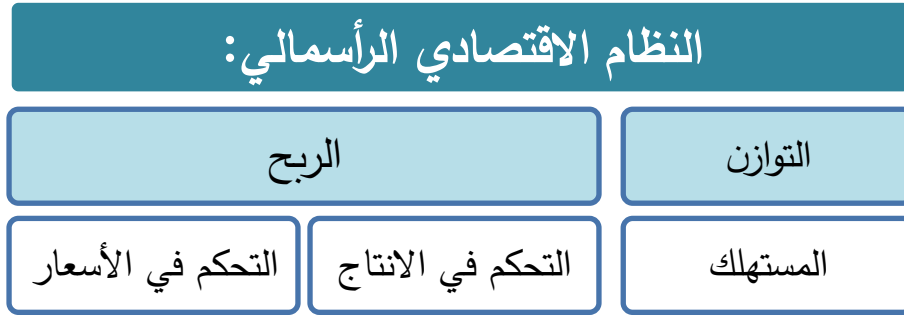 النظام الاقتصادي الرأسمالي:
التوازن
الربح
المستهلك
التحكم في الانتاج
التحكم في الأسعار